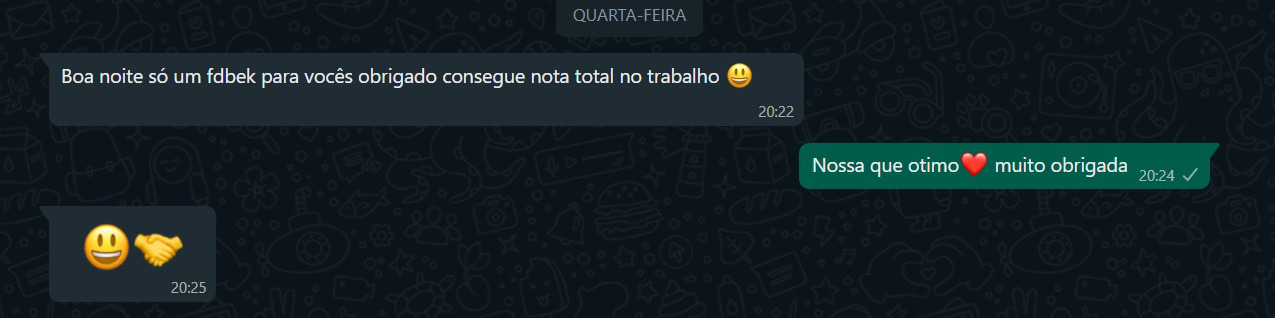 QUARTA-FEIRA
Boa noite só um fdbek para vocês obrigado consegue nota total no trabalho 😃
20:22
Nossa que otimo❤️ muito obrigada 20:24
😃🤝
20:25